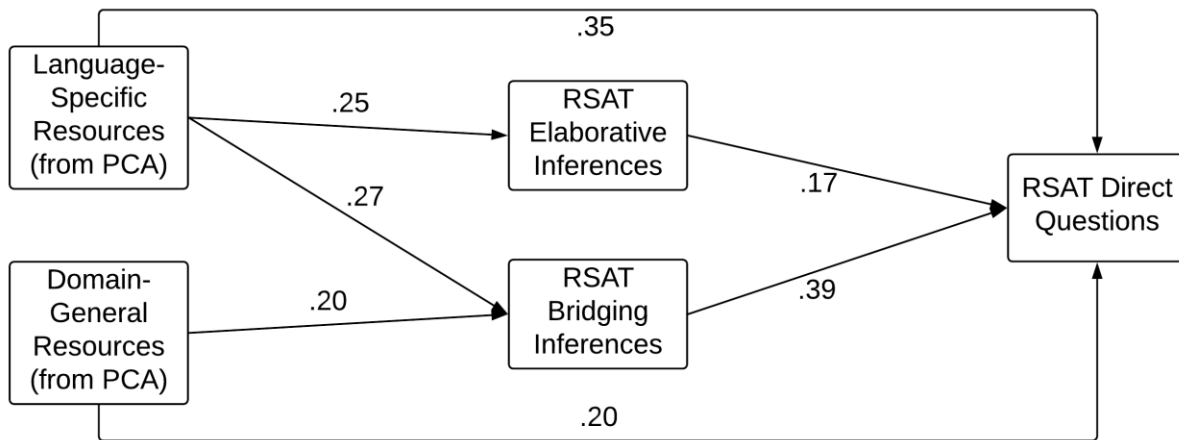 .35
Language-
Specific
Resources
(from PCA)
.25
RSAT
Elaborative
Inferences
.17
RSAT Direct
Questions
.27
Domain-
General
Resources
(from PCA)
.20
RSAT
Bridging
Inferences
.39
.20